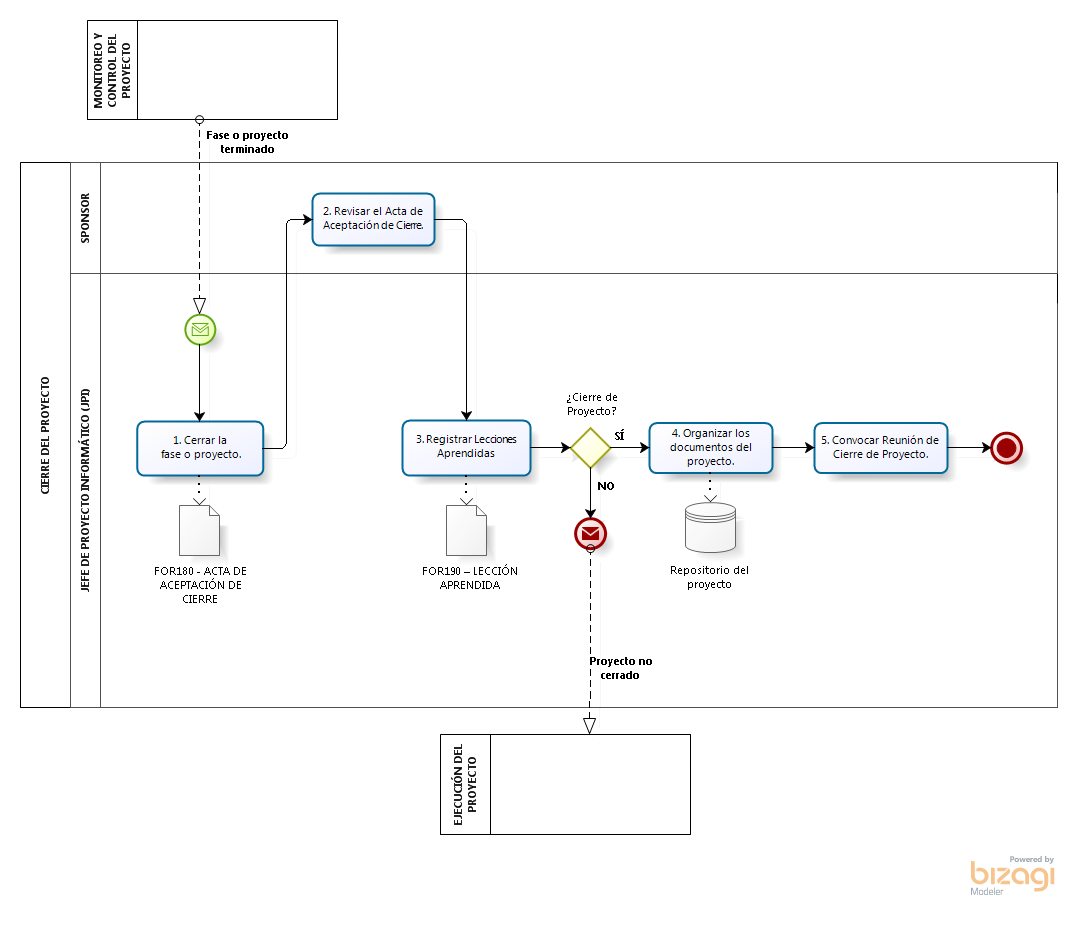 MONITOREO Y
CONTROL DEL
PROYECTO
Fase o proyecto
terminado
CIERRE DEL PROYECTO
SPONSOR
2. Revisar el Acta de
Aceptación de Cierre.
JEFE DE PROYECTO INFORMÁTICO (JPI)
1. Cerrar la
fase o proyecto.
FOR180 - ACTA DE
ACEPTACIÓN DE
CIERRE
3. Registrar Lecciones
Aprendidas
FOR190 – LECCIÓN
APRENDIDA
¿Cierre de
Proyecto?
SÍ
NO
4. Organizar los
documentos del
proyecto.
Repositorio del
proyecto
5. Convocar Reunión de
Cierre de Proyecto.
Proyecto no
cerrado
EJECUCIÓN DEL
PROYECTO
Powered by
bizagi
Modeler